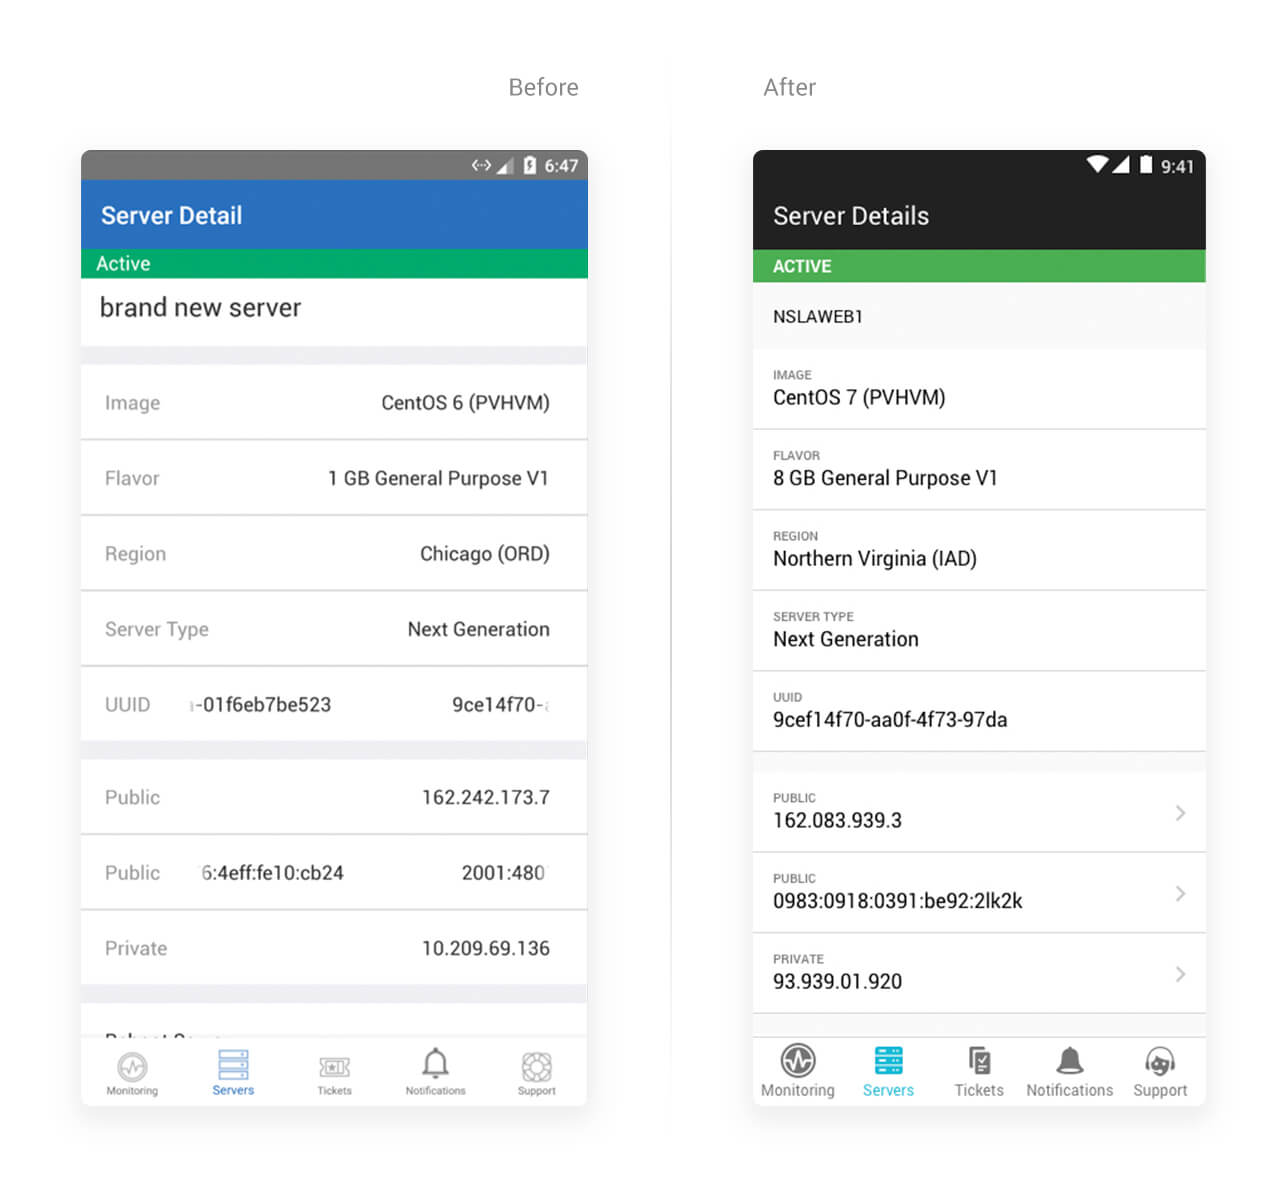 Before
6:47
Server Detail
Active
brand new server
Image CentOS 6 (PVHVM)
Flavor 1 GB General Purpose V1
Region Chicago (ORD)
Server Type Next Generation
UUID -01f6eb7be523 9ce14f70-
Public 162.242.173.7
Public 6:4eff:fe10:cb24 2001:480
Private 10.209.69.136
Monitoring Servers Tickets Notifications Support
After
9:41
Server Details
ACTIVE
NSLAWEB1
IMAGE
CentOS 7 (PVHVM)
FLAVOR
8 GB General Purpose V1
REGION
Northern Virginia (IAD)
SERVER TYPE
Next Generation
UUID
9cef14f70-aa0f-4f73-97da
PUBLIC
162.083.939.3
PUBLIC
0983:0918:0391:be92:2lk2k
PRIVATE
93.939.01.920
Monitoring Servers Tickets Notifications Support